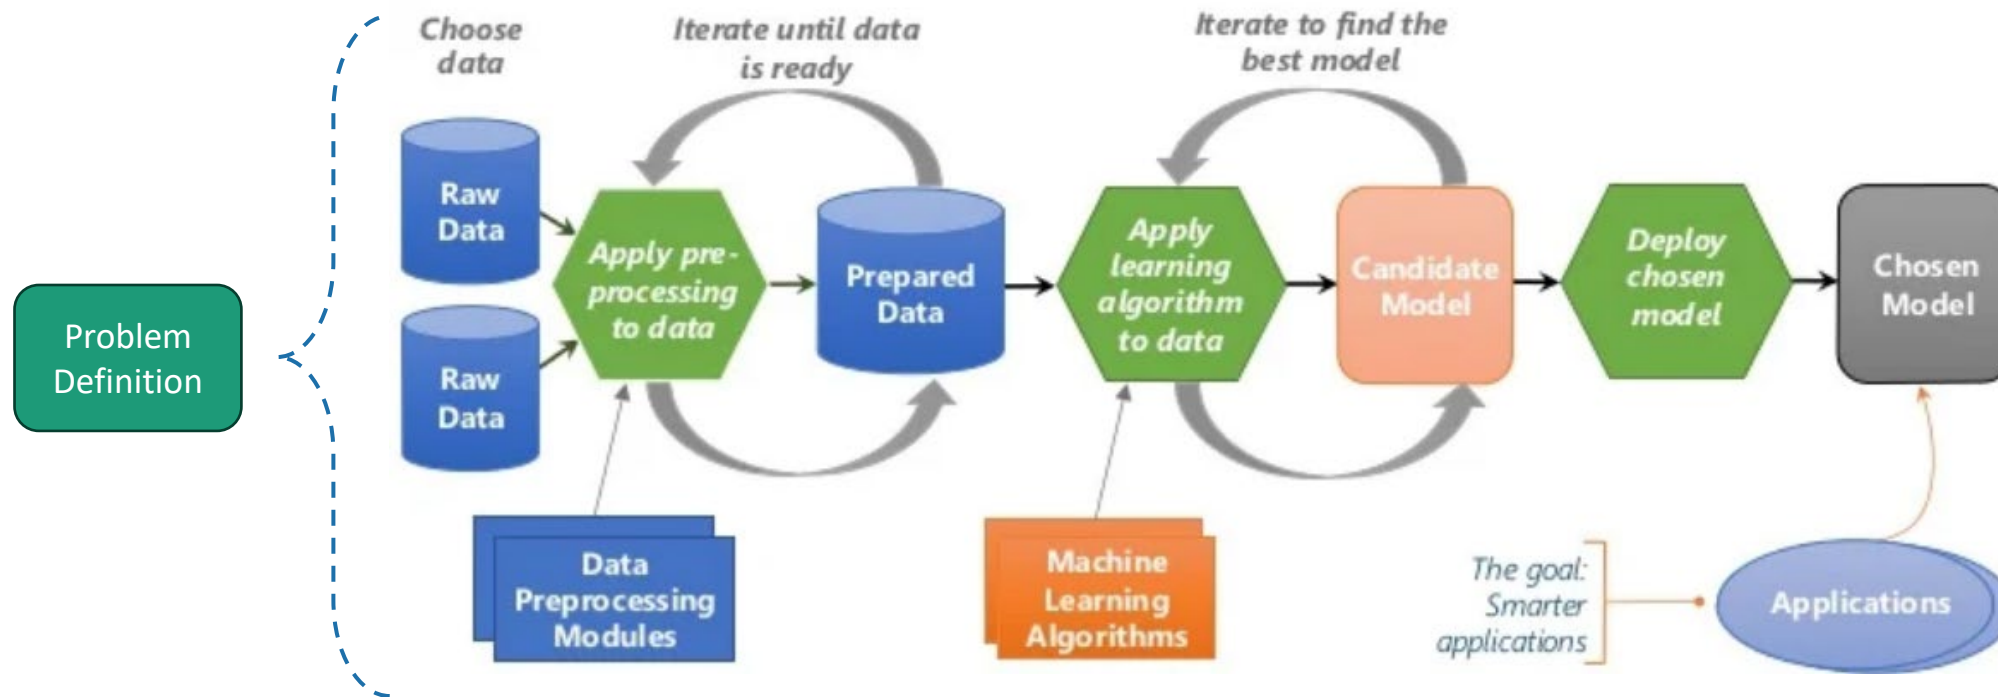 Problem
Definition
Choose
data
Iterate until data
is ready
Iterate to find the
best model
Raw
Data
Raw
Data
Apply pre-
processing
to data
Prepared
Data
Apply
learning
algorithm
to data
Candidate
Model
Deploy
chosen
model
Chosen
Model
Data
Preprocessing
Modules
Machine
Learning
Algorithms
The goal:
Smarter
applications
Applications